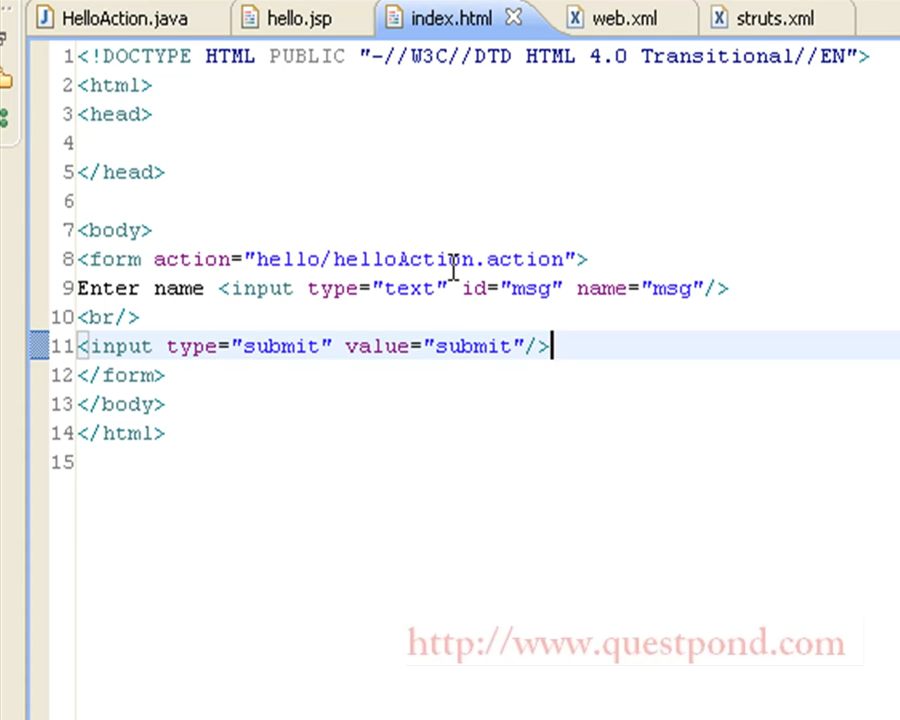 HelloAction.java hello.jsp index.html web.xml struts.xml
1<!DOCTYPE HTML PUBLIC "-//W3C//DTD HTML 4.0 Transitional//EN">
2<html>
3<head>
4
5</head>
6
7<body>
8<form action="hello/helloAction.action">
9Enter name <input type="text" id="msg" name="msg"/>
10<br/>
11<input type="submit" value="submit"/>
12</form>
13</body>
14</html>
15
http://www.questpond.com